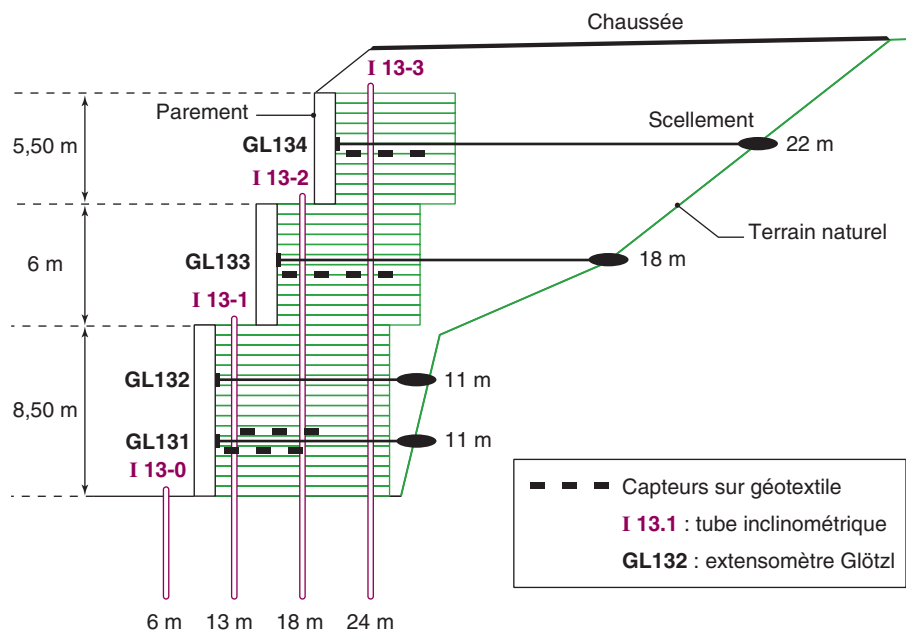 Chaussée
I 13-3
Parement
Scellement
5,50 m
GL134
22 m
I 13-2
Terrain naturel
6 m
GL133
18 m
I 13-1
GL132
11 m
8,50 m
GL131
11 m
I 13-0
Capteurs sur géotextile
I 13.1 : tube inclinométrique
GL132 : extensomètre Glötzl
6 m 13 m 18 m 24 m